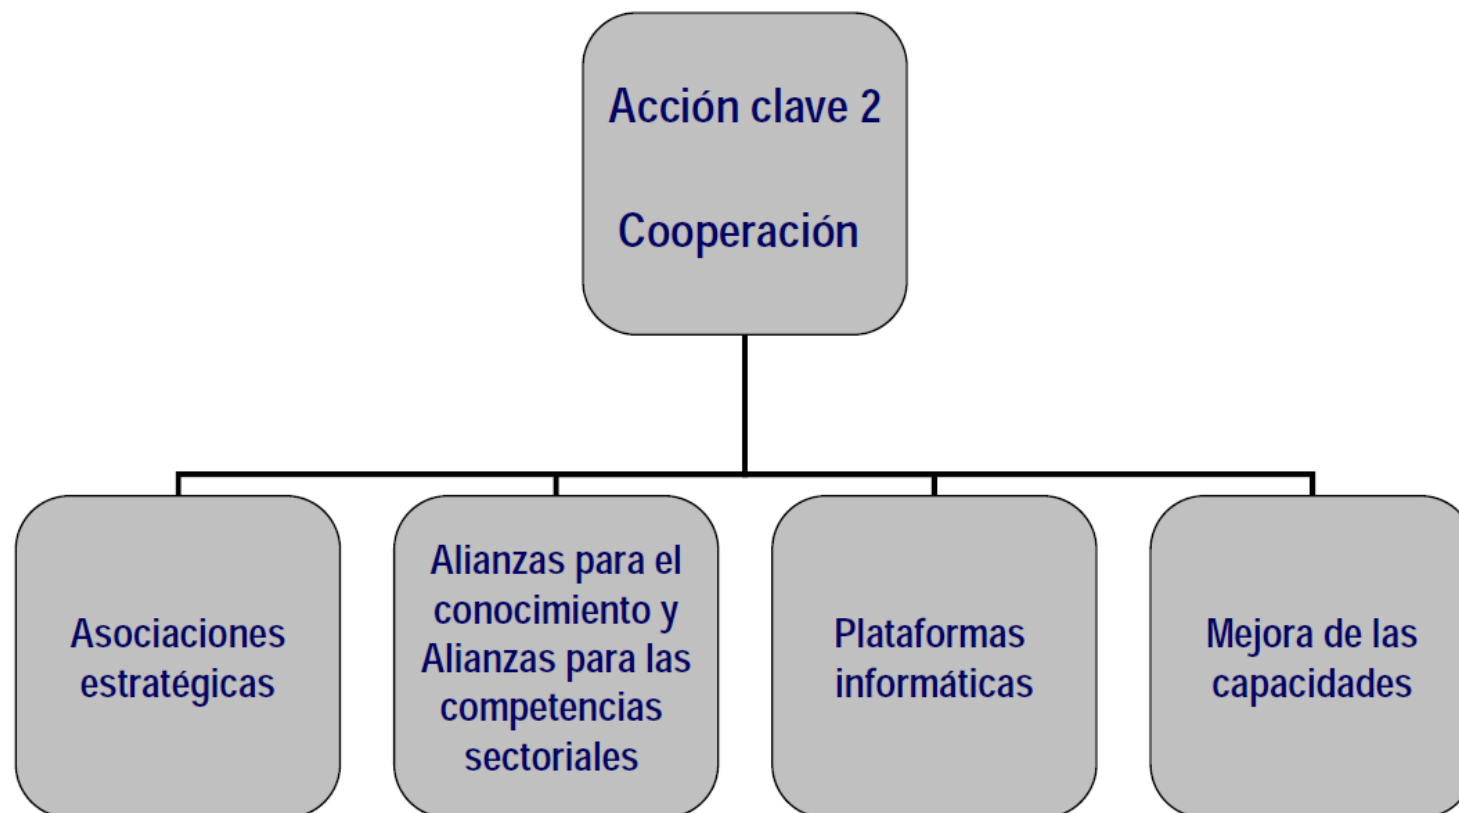 Acción clave 2
Cooperación
Asociaciones
estratégicas
Alianzas para el
conocimiento y
Alianzas para las
competencias
sectoriales
Plataformas
informáticas
Mejora de las
capacidades